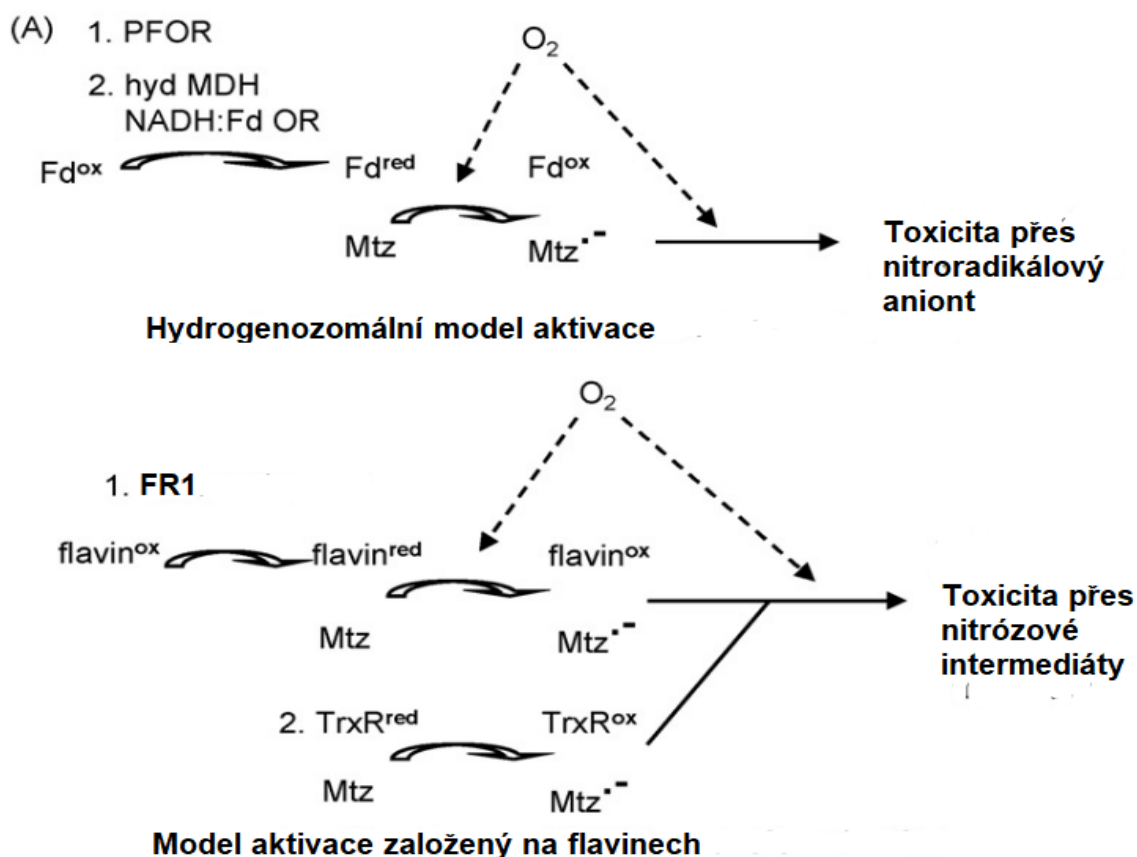 (A) 1. PFOR
O₂
2. hyd MDH
NADH:Fd OR
Fdᵒˣ Fdʳᵉᵈ Fdᵒˣ
Mtz Mtz˙⁻
Toxicita přes
nitroradikálový
aniont
Hydrogenozomální model aktivace
O₂
1. FR1
flavinᵒˣ flavinʳᵉᵈ flavinᵒˣ
Mtz Mtz˙⁻
Toxicita přes
nitrózové
intermediáty
2. TrxRʳᵉᵈ TrxRᵒˣ
Mtz Mtz˙⁻
Model aktivace založený na flavinech